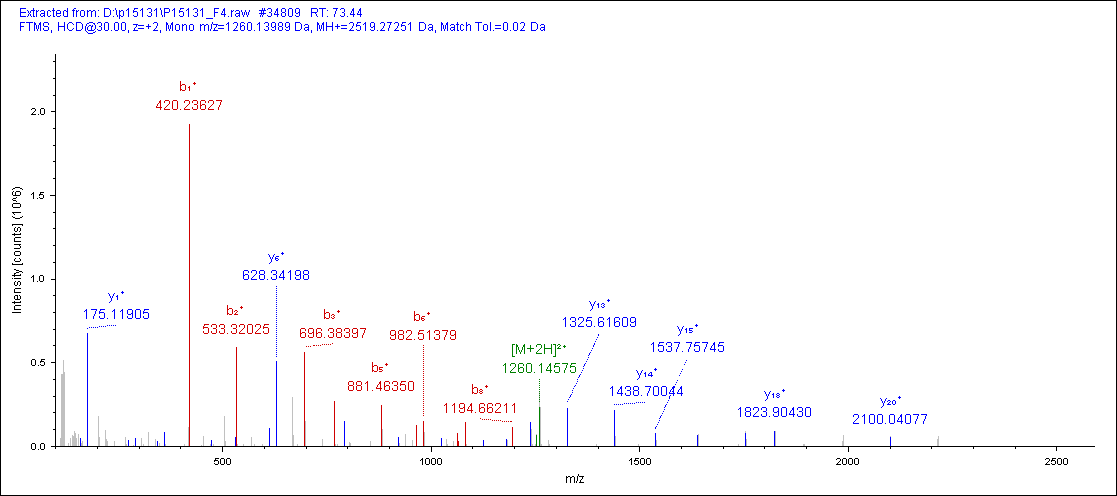 Extracted from: D:\p15131\P15131_F4.raw #34809 RT: 73.44
FTMS, HCD@30.00, z=+2, Mono m/z=1260.13989 Da, MH+=2519.27251 Da, Match Tol.=0.02 Da
b₁⁺
420.23627
y₁⁺
175.11905
b₂⁺
533.32025
y₆⁺
628.34198
b₃⁺
696.38397
b₅⁺
881.46350
b₆⁺
982.51379
b₈⁺
1194.66211
[M+2H]²⁺
1260.14575
y₁₃⁺
1325.61609
y₁₄⁺
1438.70044
y₁₅⁺
1537.75745
y₁₈⁺
1823.90430
y₂₀⁺
2100.04077
Intensity [counts] (10^6)
2.0
1.5
1.0
0.5
0.0
500 1000 1500 2000 2500
m/z